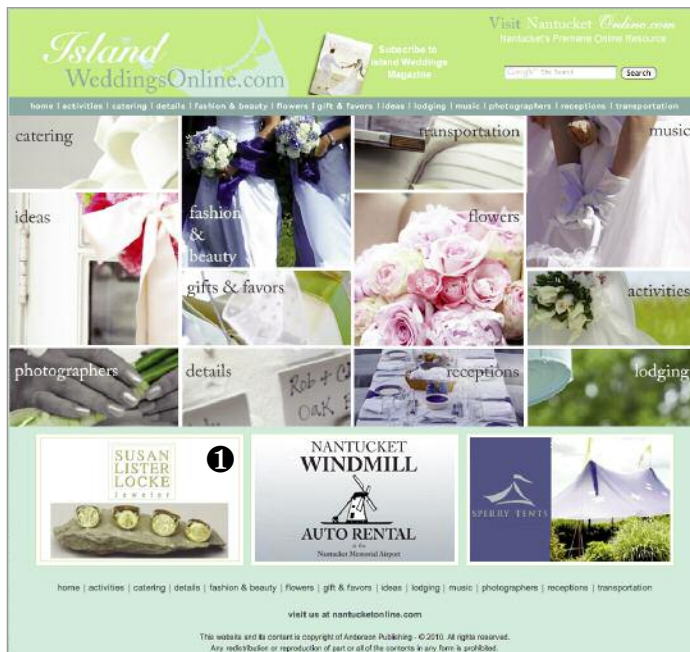 Island
WeddingsOnline.com
Subscribe to
Island Weddings
Magazine
Visit Nantucket Online.com
Nantucket's Premiere Online Resource
Google Site Search
Search
home | activities | catering | details | fashion & beauty | flowers | gift & favors | ideas | lodging | music | photographers | receptions | transportation
catering
transportation
music
ideas
fashion
&
beauty
flowers
gifts & favors
activities
photographers
details
Rob &
Oak
receptions
lodging
SUSAN
LISTER
LOCKE
Jeweler
❶
NANTUCKET
WINDMILL
AUTO RENTAL
at the
Nantucket Memorial Airport
SPERRY TENTS
home | activities | catering | details | fashion & beauty | flowers | gift & favors | ideas | lodging | music | photographers | receptions | transportation
visit us at nantucketonline.com
This website and its content is copyright of Anderson Publishing - © 2010. All rights reserved.
Any redistribution or reproduction of part or all of the contents in any form is prohibited.